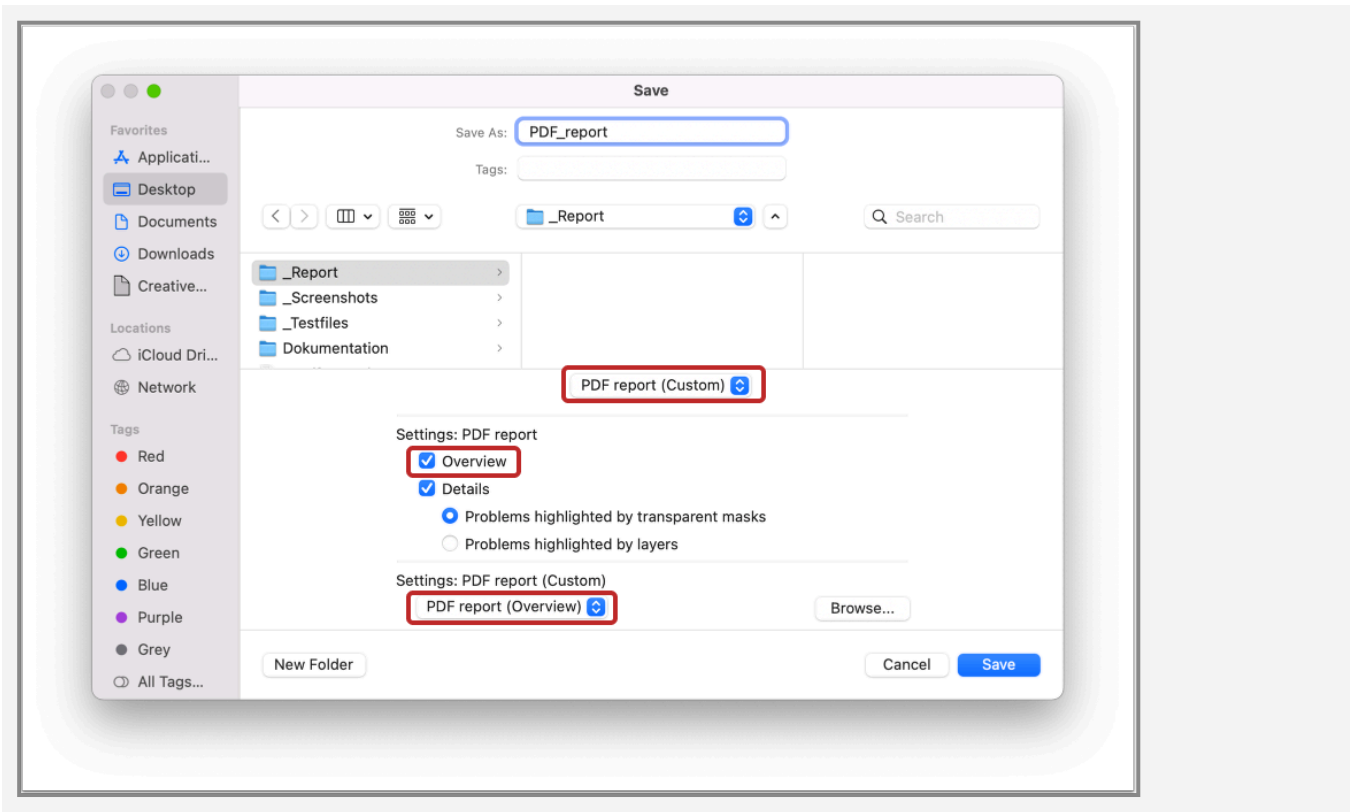 Save
Favorites
Applicati...
Desktop
Documents
Downloads
Creative...
Locations
iCloud Dri...
Network
Tags
Red
Orange
Yellow
Green
Blue
Purple
Grey
All Tags...
Save As: PDF_report
Tags:
_Report
Search
_Report
_Screenshots
_Testfiles
Dokumentation
PDF report (Custom)
Settings: PDF report
Overview
Details
Problems highlighted by transparent masks
Problems highlighted by layers
Settings: PDF report (Custom)
PDF report (Overview)
Browse...
New Folder
Cancel
Save